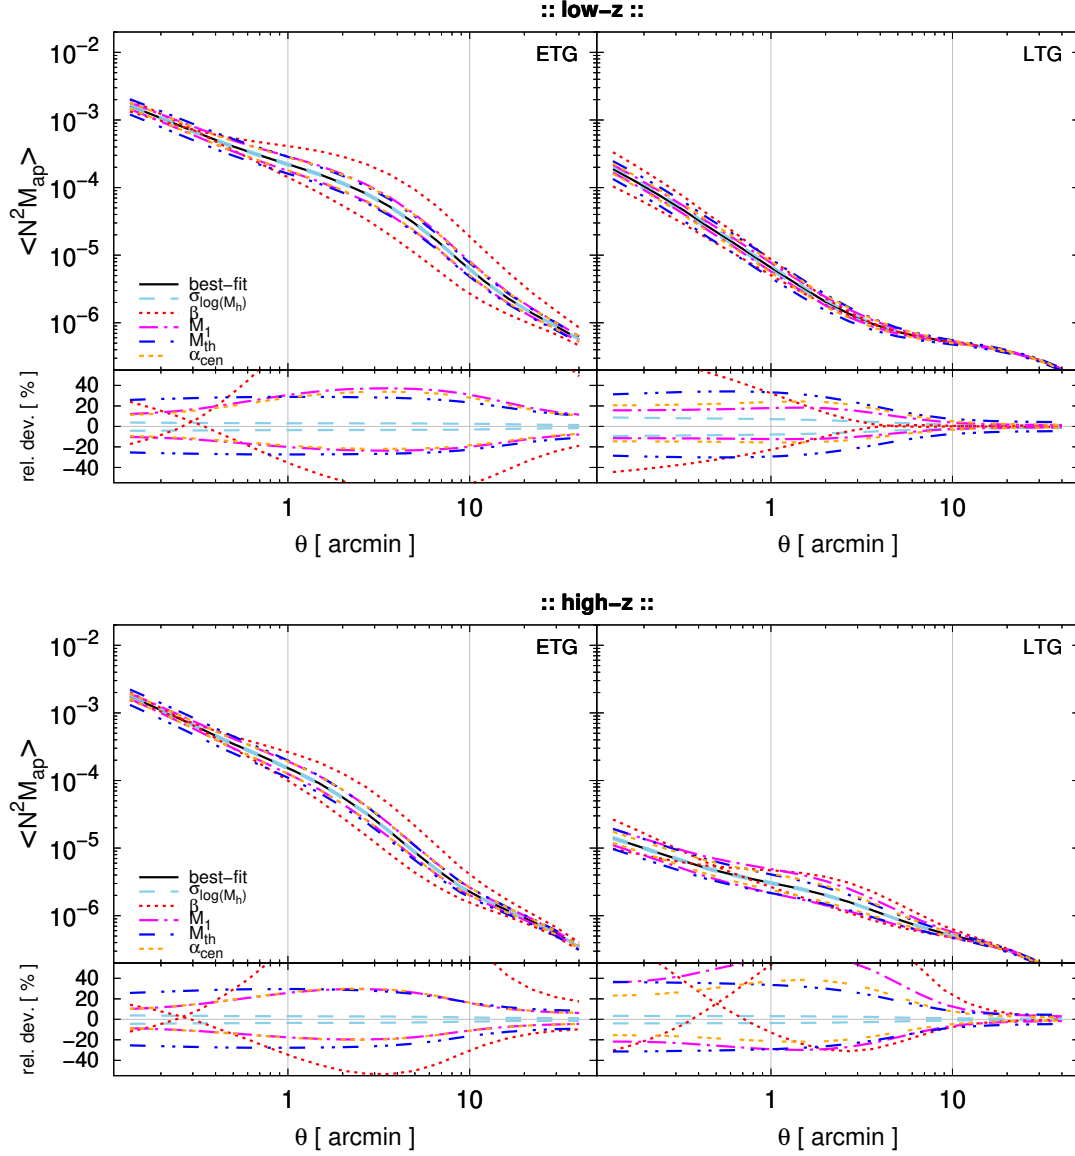 :: low−z ::
ETG
LTG
10⁻²
10⁻³
10⁻⁴
10⁻⁵
10⁻⁶
<N²M_ap>
best−fit
σ_log(M_h)
β
M_1
M_th
α_cen
40
20
0
−20
−40
rel. dev. [ % ]
1 10 1 10
θ [ arcmin ] θ [ arcmin ]
:: high−z ::
ETG
LTG
10⁻²
10⁻³
10⁻⁴
10⁻⁵
10⁻⁶
<N²M_ap>
best−fit
σ_log(M_h)
β
M_1
M_th
α_cen
40
20
0
−20
−40
rel. dev. [ % ]
1 10 1 10
θ [ arcmin ] θ [ arcmin ]